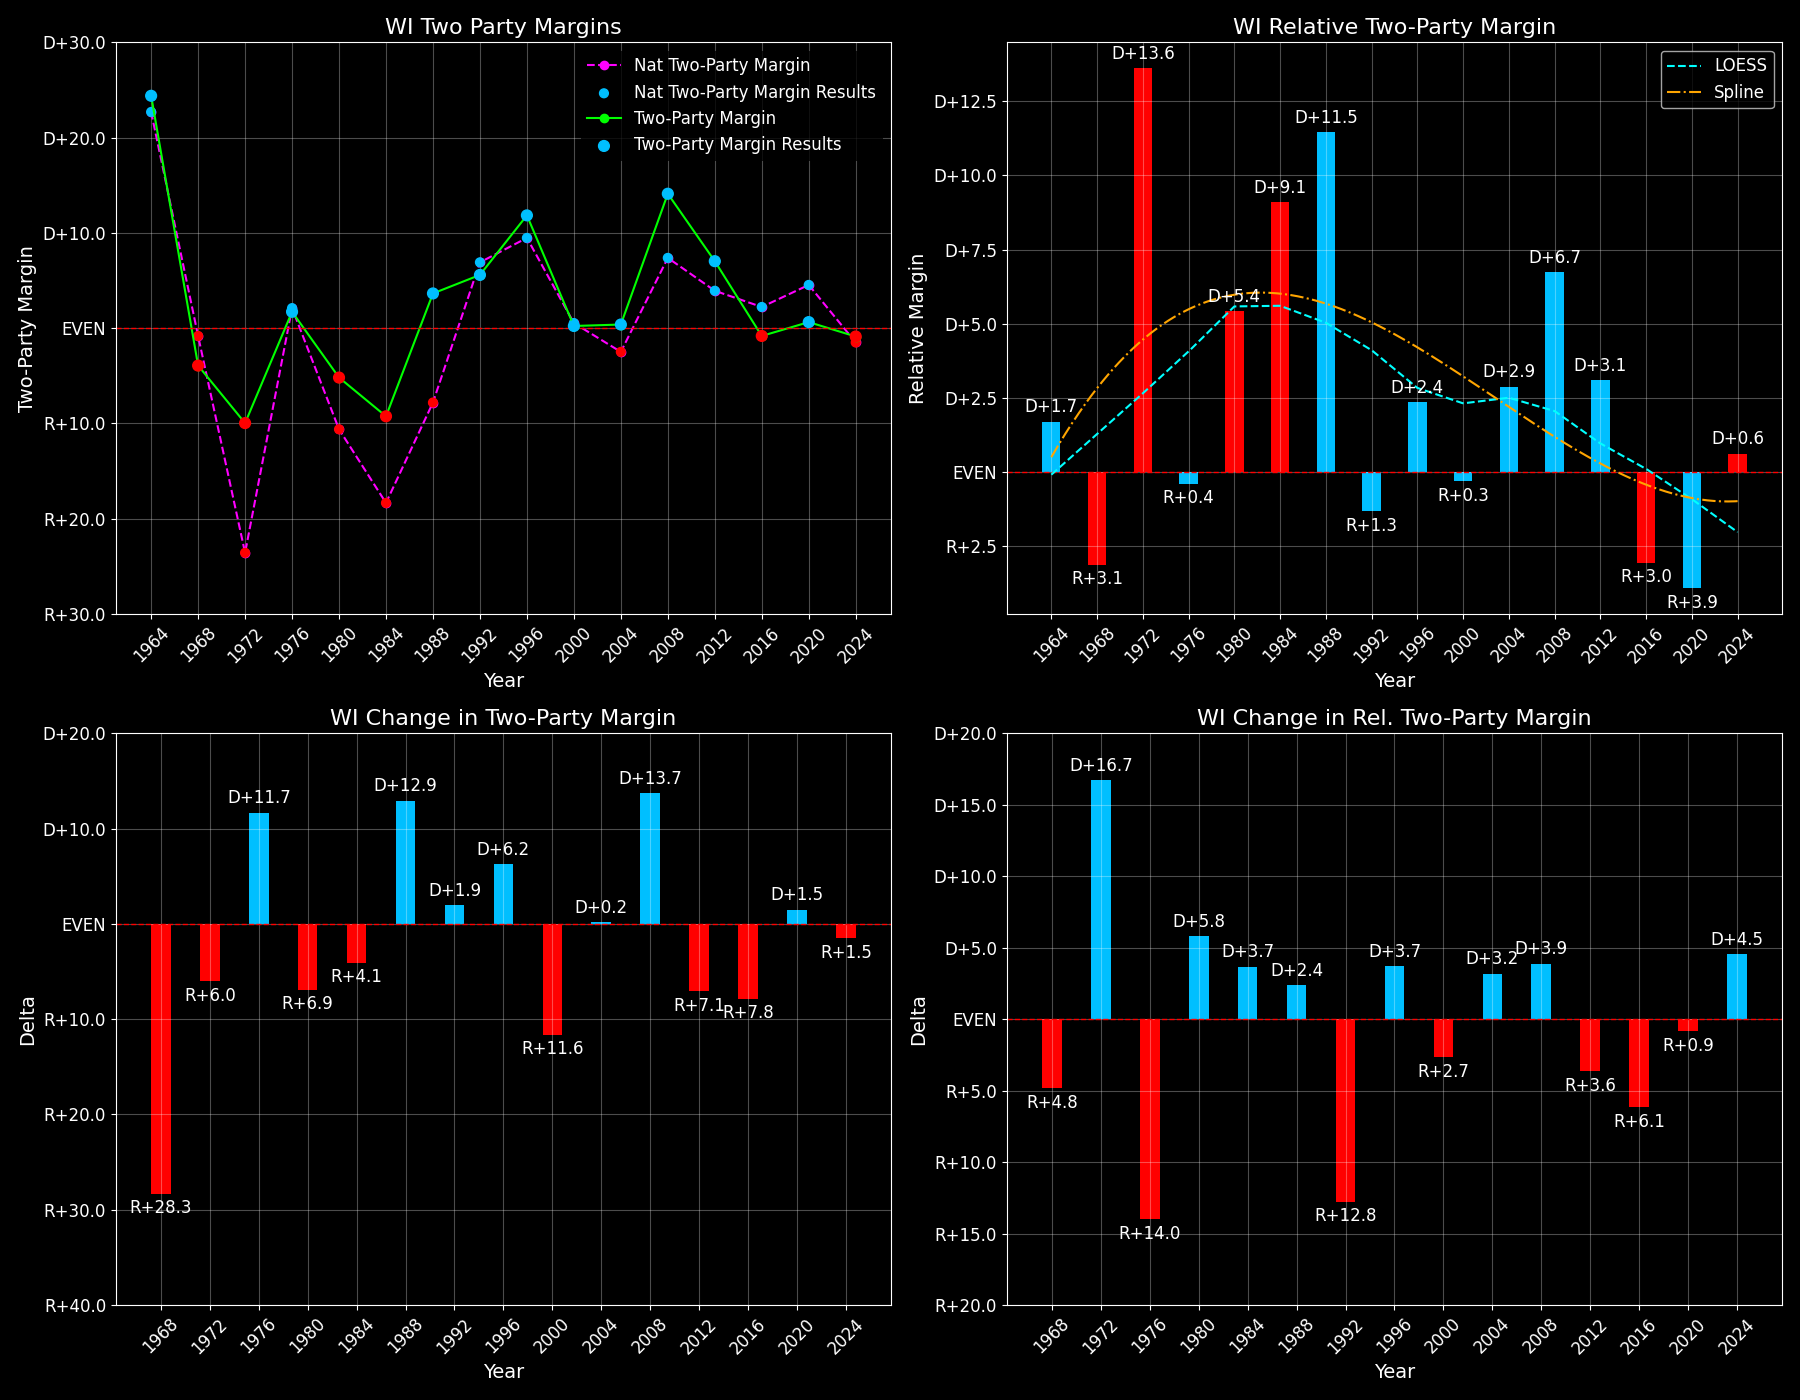 WI Two Party Margins
D+30.0
D+20.0
D+10.0
EVEN
R+10.0
R+20.0
R+30.0
Two-Party Margin
Nat Two-Party Margin
Nat Two-Party Margin Results
Two-Party Margin
Two-Party Margin Results
1964 1968 1972 1976 1980 1984 1988 1992 1996 2000 2004 2008 2012 2016 2020 2024
Year
WI Relative Two-Party Margin
D+12.5
D+10.0
D+7.5
D+5.0
D+2.5
EVEN
R+2.5
Relative Margin
LOESS
Spline
D+1.7
R+3.1
D+13.6
R+0.4
D+5.4
D+9.1
D+11.5
R+1.3
D+2.4
R+0.3
D+2.9
D+6.7
D+3.1
R+3.0
R+3.9
D+0.6
1964 1968 1972 1976 1980 1984 1988 1992 1996 2000 2004 2008 2012 2016 2020 2024
Year
WI Change in Two-Party Margin
D+20.0
D+10.0
EVEN
R+10.0
R+20.0
R+30.0
R+40.0
Delta
R+28.3
R+6.0
D+11.7
R+6.9
R+4.1
D+12.9
D+1.9
D+6.2
R+11.6
D+0.2
D+13.7
R+7.1
R+7.8
D+1.5
R+1.5
1968 1972 1976 1980 1984 1988 1992 1996 2000 2004 2008 2012 2016 2020 2024
Year
WI Change in Rel. Two-Party Margin
D+20.0
D+15.0
D+10.0
D+5.0
EVEN
R+5.0
R+10.0
R+15.0
R+20.0
Delta
R+4.8
D+16.7
R+14.0
D+5.8
D+3.7
D+2.4
R+12.8
D+3.7
R+2.7
D+3.2
D+3.9
R+3.6
R+6.1
R+0.9
D+4.5
1968 1972 1976 1980 1984 1988 1992 1996 2000 2004 2008 2012 2016 2020 2024
Year